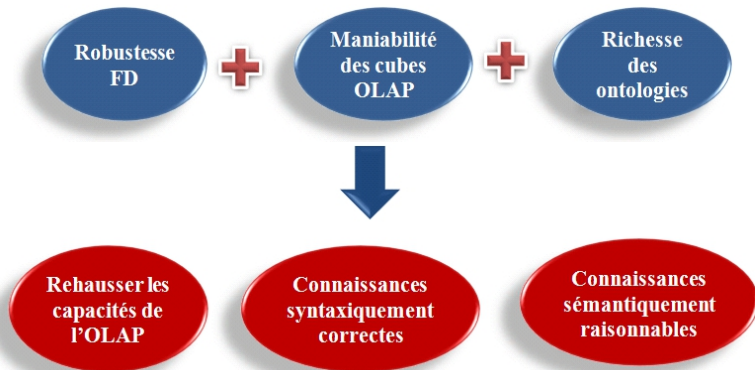 Robustesse
FD
Maniabilité
des cubes
OLAP
Richesse
des
ontologies
Rehausser les
capacités de
l'OLAP
Connaissances
syntaxiquement
correctes
Connaissances
sémantiquement
raisonnables